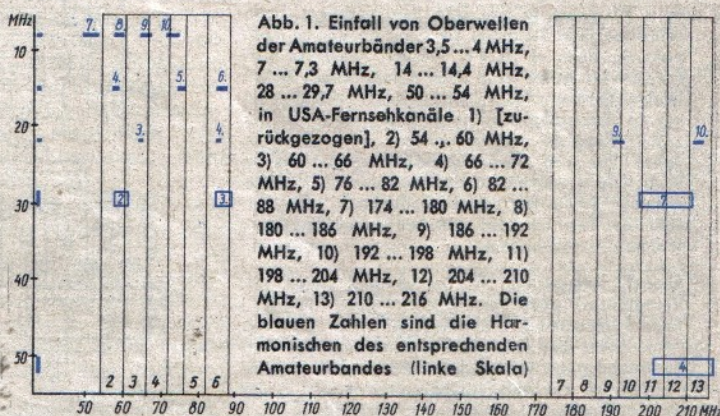 MHz
10
20
30
40
50
7. 8. 9. 10.
4. 5. 6.
3. 4.
2. 3.
2 3 4 5 6
Abb. 1. Einfall von Oberwellen
der Amateurbänder 3,5 ... 4 MHz,
7 ... 7,3 MHz, 14 ... 14,4 MHz,
28 ... 29,7 MHz, 50 ... 54 MHz,
in USA-Fernsehkanäle 1) [zu-
rückgezogen], 2) 54 ... 60 MHz,
3) 60 ... 66 MHz, 4) 66 ... 72
MHz, 5) 76 ... 82 MHz, 6) 82 ...
88 MHz, 7) 174 ... 180 MHz, 8)
180 ... 186 MHz, 9) 186 ... 192
MHz, 10) 192 ... 198 MHz, 11)
198 ... 204 MHz, 12) 204 ... 210
MHz, 13) 210 ... 216 MHz. Die
blauen Zahlen sind die Har-
monischen des entsprechenden
Amateurbandes (linke Skala)
9. 10.
7.
4.
7 8 9 10 11 12 13
50 60 70 80 90 100 110 120 130 140 150 160 170 180 190 200 210 MHz